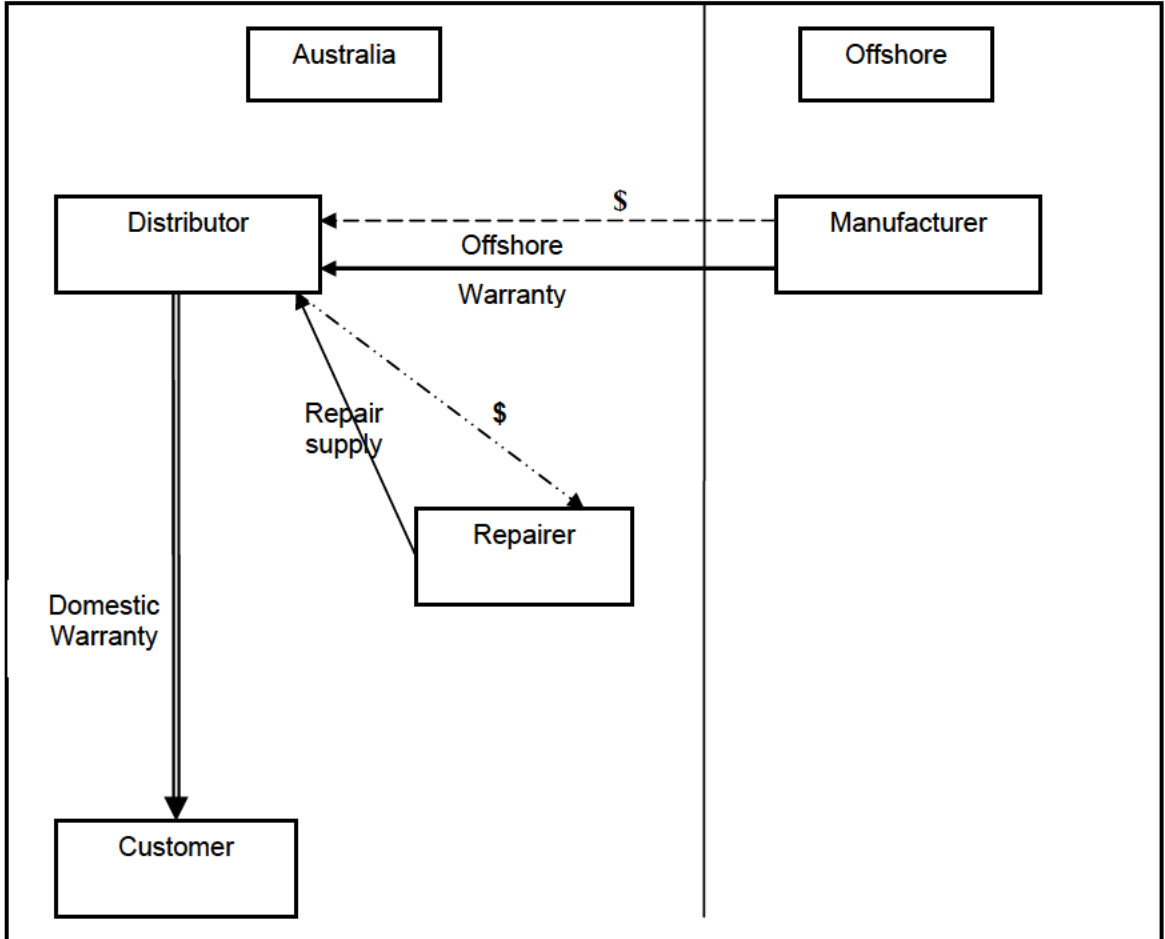 Australia
Offshore
$
Distributor
Manufacturer
Offshore
Warranty
Repair
supply
$
Repairer
Domestic
Warranty
Customer